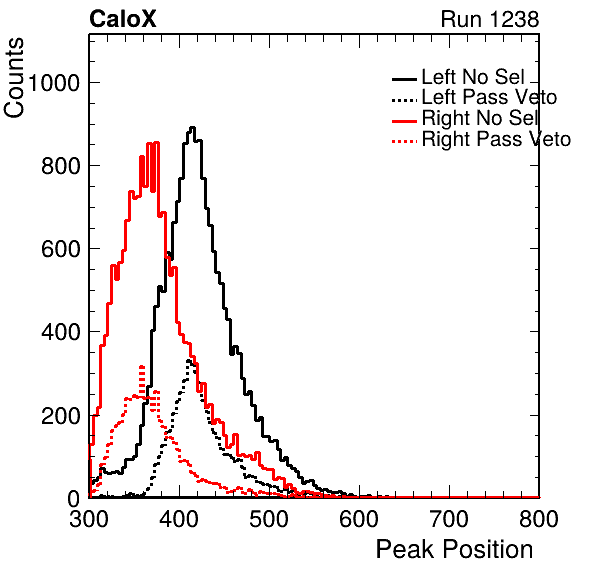 CaloX Run 1238
Counts
1000
800
600
400
200
0
Left No Sel
Left Pass Veto
Right No Sel
Right Pass Veto
300 400 500 600 700 800
Peak Position